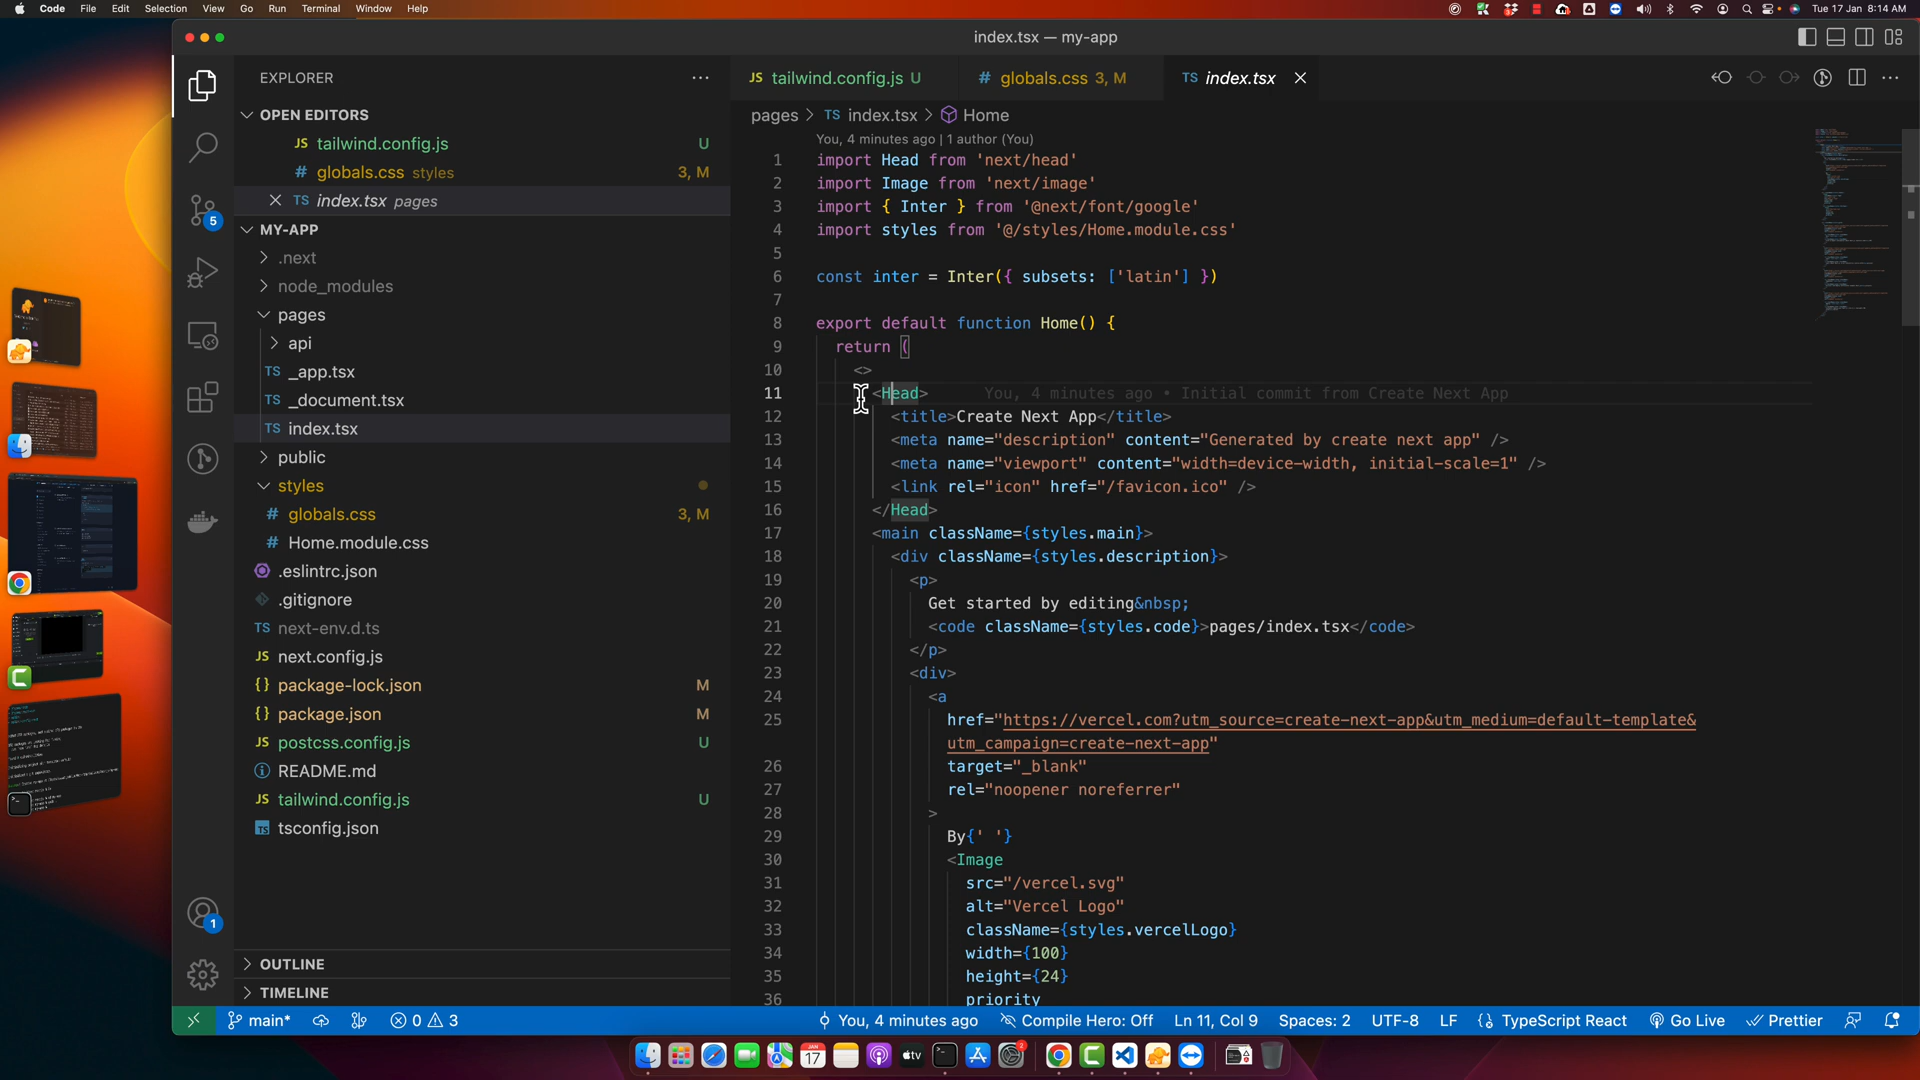 Code File Edit Selection View Go Run Terminal Window Help
Tue 17 Jan 8:14 AM
index.tsx — my-app
EXPLORER
OPEN EDITORS
JS tailwind.config.js U
# globals.css styles 3, M
TS index.tsx pages
MY-APP
.next
node_modules
pages
api
TS _app.tsx
TS _document.tsx
TS index.tsx
public
styles
# globals.css 3, M
# Home.module.css
.eslintrc.json
.gitignore
TS next-env.d.ts
JS next.config.js
{} package-lock.json M
{} package.json M
JS postcss.config.js U
README.md
JS tailwind.config.js U
TS tsconfig.json
OUTLINE
TIMELINE
5
1
JS tailwind.config.js U
# globals.css 3, M
TS index.tsx
pages > TS index.tsx > Home
You, 4 minutes ago | 1 author (You)
1 import Head from 'next/head'
2 import Image from 'next/image'
3 import { Inter } from '@next/font/google'
4 import styles from '@/styles/Home.module.css'
5
6 const inter = Inter({ subsets: ['latin'] })
7
8 export default function Home() {
9 return (
10 <>
11 <Head> You, 4 minutes ago • Initial commit from Create Next App
12 <title>Create Next App</title>
13 <meta name="description" content="Generated by create next app" />
14 <meta name="viewport" content="width=device-width, initial-scale=1" />
15 <link rel="icon" href="/favicon.ico" />
16 </Head>
17 <main className={styles.main}>
18 <div className={styles.description}>
19 <p>
20 Get started by editing&nbsp;
21 <code className={styles.code}>pages/index.tsx</code>
22 </p>
23 <div>
24 <a
25 href="https://vercel.com?utm_source=create-next-app&utm_medium=default-template&
utm_campaign=create-next-app"
26 target="_blank"
27 rel="noopener noreferrer"
28 >
29 By{' '}
30 <Image
31 src="/vercel.svg"
32 alt="Vercel Logo"
33 className={styles.vercelLogo}
34 width={100}
35 height={24}
36 priority
main* 0 3 You, 4 minutes ago Compile Hero: Off Ln 11, Col 9 Spaces: 2 UTF-8 LF {} TypeScript React Go Live Prettier
JAN
17
tv
2